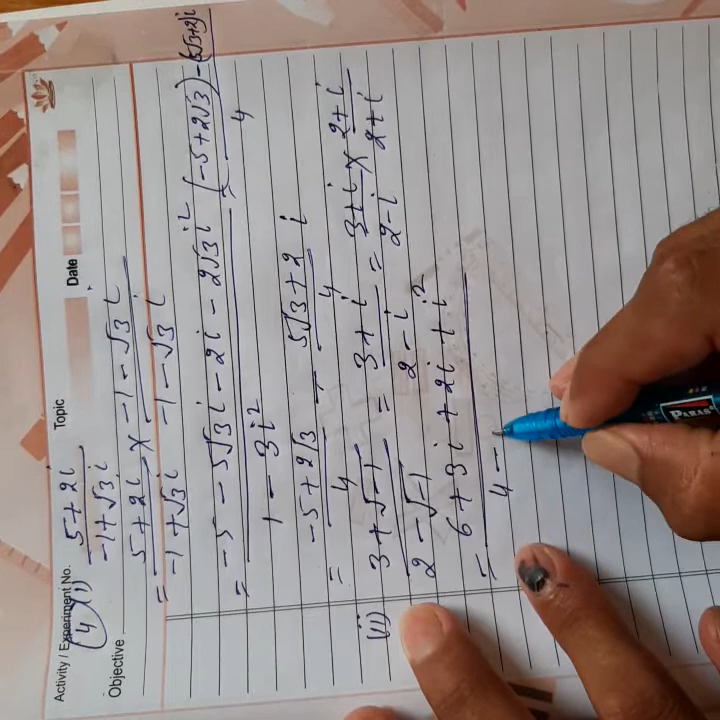 Activity / Experiment No. Topic Date
(4)(i) 5+2i / -1+√3i
Objective
= 5+2i / -1+√3i × -1-√3i / -1-√3i
= -5-5√3i-2i-2√3i² / 1-3i² = (-5+2√3)-(5√3+2)i / 4
= -5+2√3 / 4 - 5√3+2 / 4 i
(ii) 3+√-1 / 2-√-1 = 3+i / 2-i = 3+i / 2-i × 2+i / 2+i
= 6+3i+2i+i² / 4-
PARAS